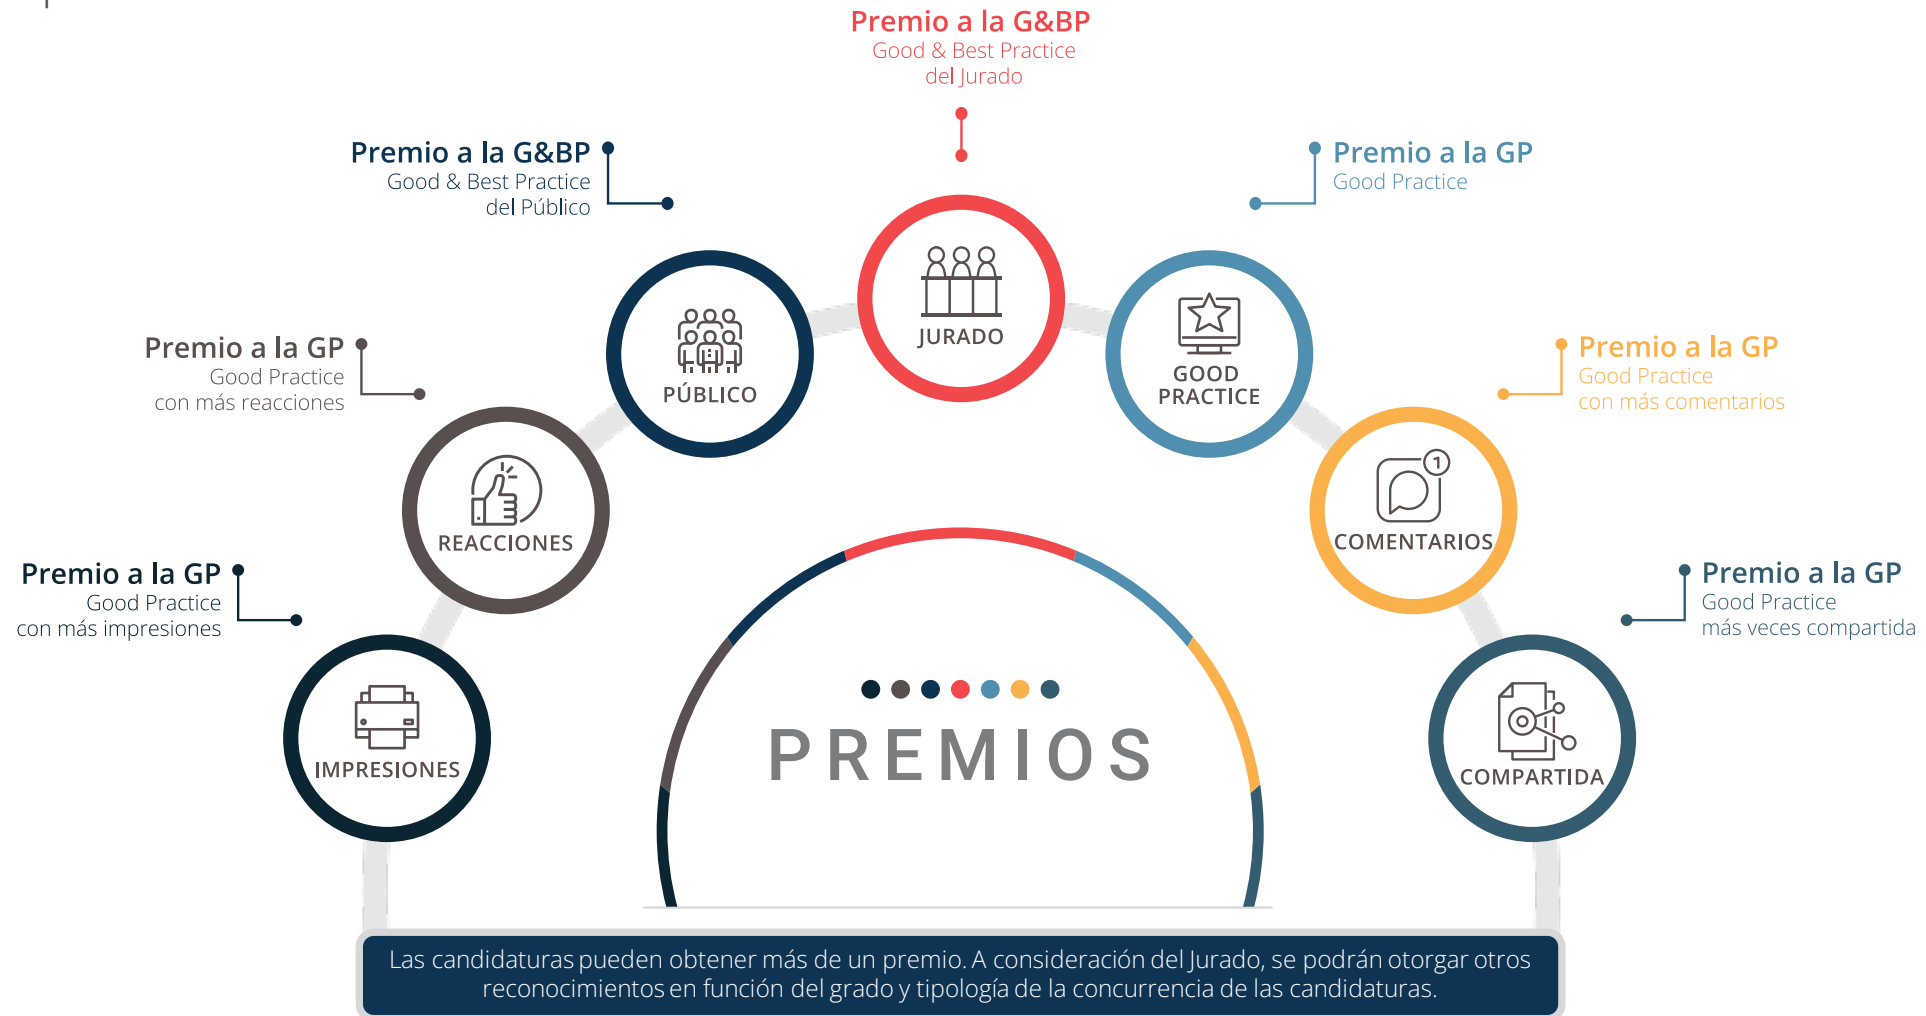 Premio a la G&BP
Good & Best Practice
del Jurado
Premio a la G&BP
Good & Best Practice
del Público
Premio a la GP
Good Practice
Premio a la GP
Good Practice
con más reacciones
Premio a la GP
Good Practice
con más comentarios
Premio a la GP
Good Practice
con más impresiones
Premio a la GP
Good Practice
más veces compartida
JURADO
PÚBLICO
GOOD
PRACTICE
REACCIONES
1
COMENTARIOS
IMPRESIONES
COMPARTIDA
PREMIOS
Las candidaturas pueden obtener más de un premio. A consideración del Jurado, se podrán otorgar otros
reconocimientos en función del grado y tipología de la concurrencia de las candidaturas.